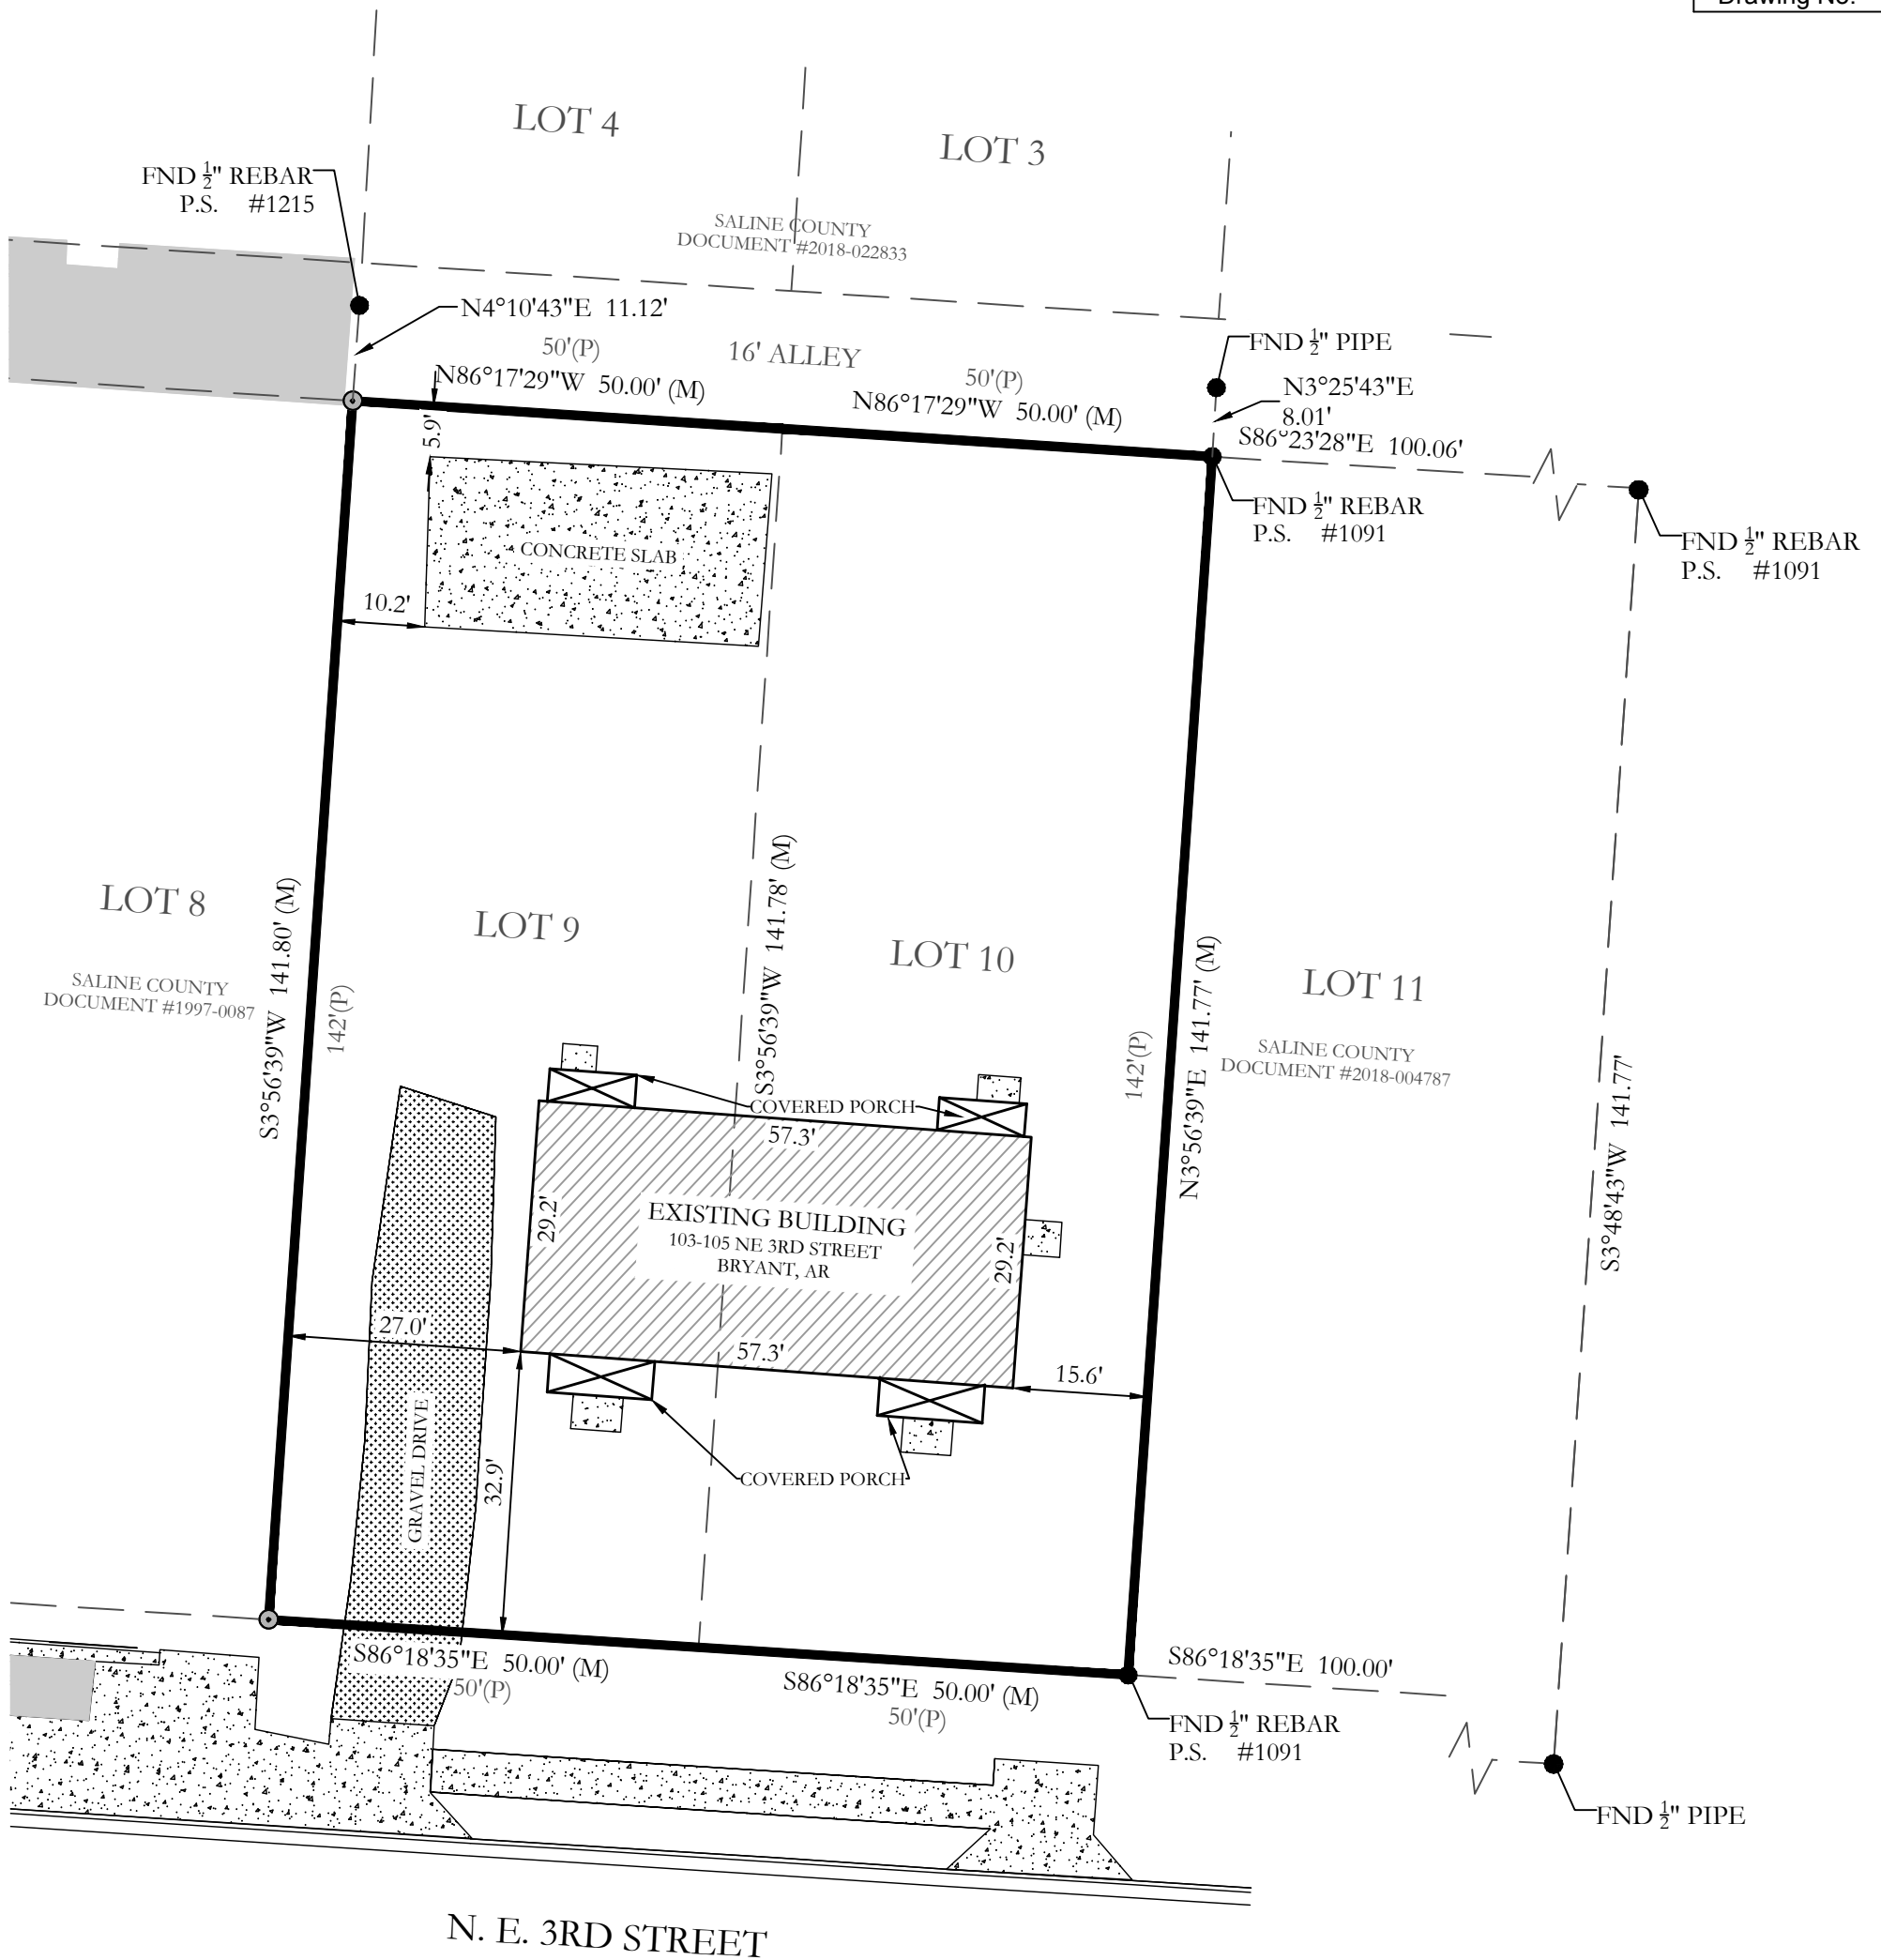 Drawing No.
LOT 4
LOT 3
FND ½" REBAR
P.S. #1215
SALINE COUNTY
DOCUMENT #2018-022833
N4°10'43"E 11.12'
50'(P)
16' ALLEY
N86°17'29"W 50.00' (M)
50'(P)
N86°17'29"W 50.00' (M)
FND ½" PIPE
N3°25'43"E
8.01'
S86°23'28"E 100.06'
5.9'
FND ½" REBAR
P.S. #1091
FND ½" REBAR
P.S. #1091
CONCRETE SLAB
10.2'
LOT 8
SALINE COUNTY
DOCUMENT #1997-0087
S3°56'39"W 141.80' (M)
142'(P)
LOT 9
S3°56'39"W 141.78' (M)
LOT 10
142'(P)
N3°56'39"E 141.77' (M)
LOT 11
SALINE COUNTY
DOCUMENT #2018-004787
S3°48'43"W 141.77'
COVERED PORCH
57.3'
29.2'
EXISTING BUILDING
103-105 NE 3RD STREET
BRYANT, AR
29.2'
27.0'
57.3'
15.6'
GRAVEL DRIVE
32.9'
COVERED PORCH
S86°18'35"E 50.00' (M)
50'(P)
S86°18'35"E 50.00' (M)
50'(P)
S86°18'35"E 100.00'
FND ½" REBAR
P.S. #1091
FND ½" PIPE
N. E. 3RD STREET